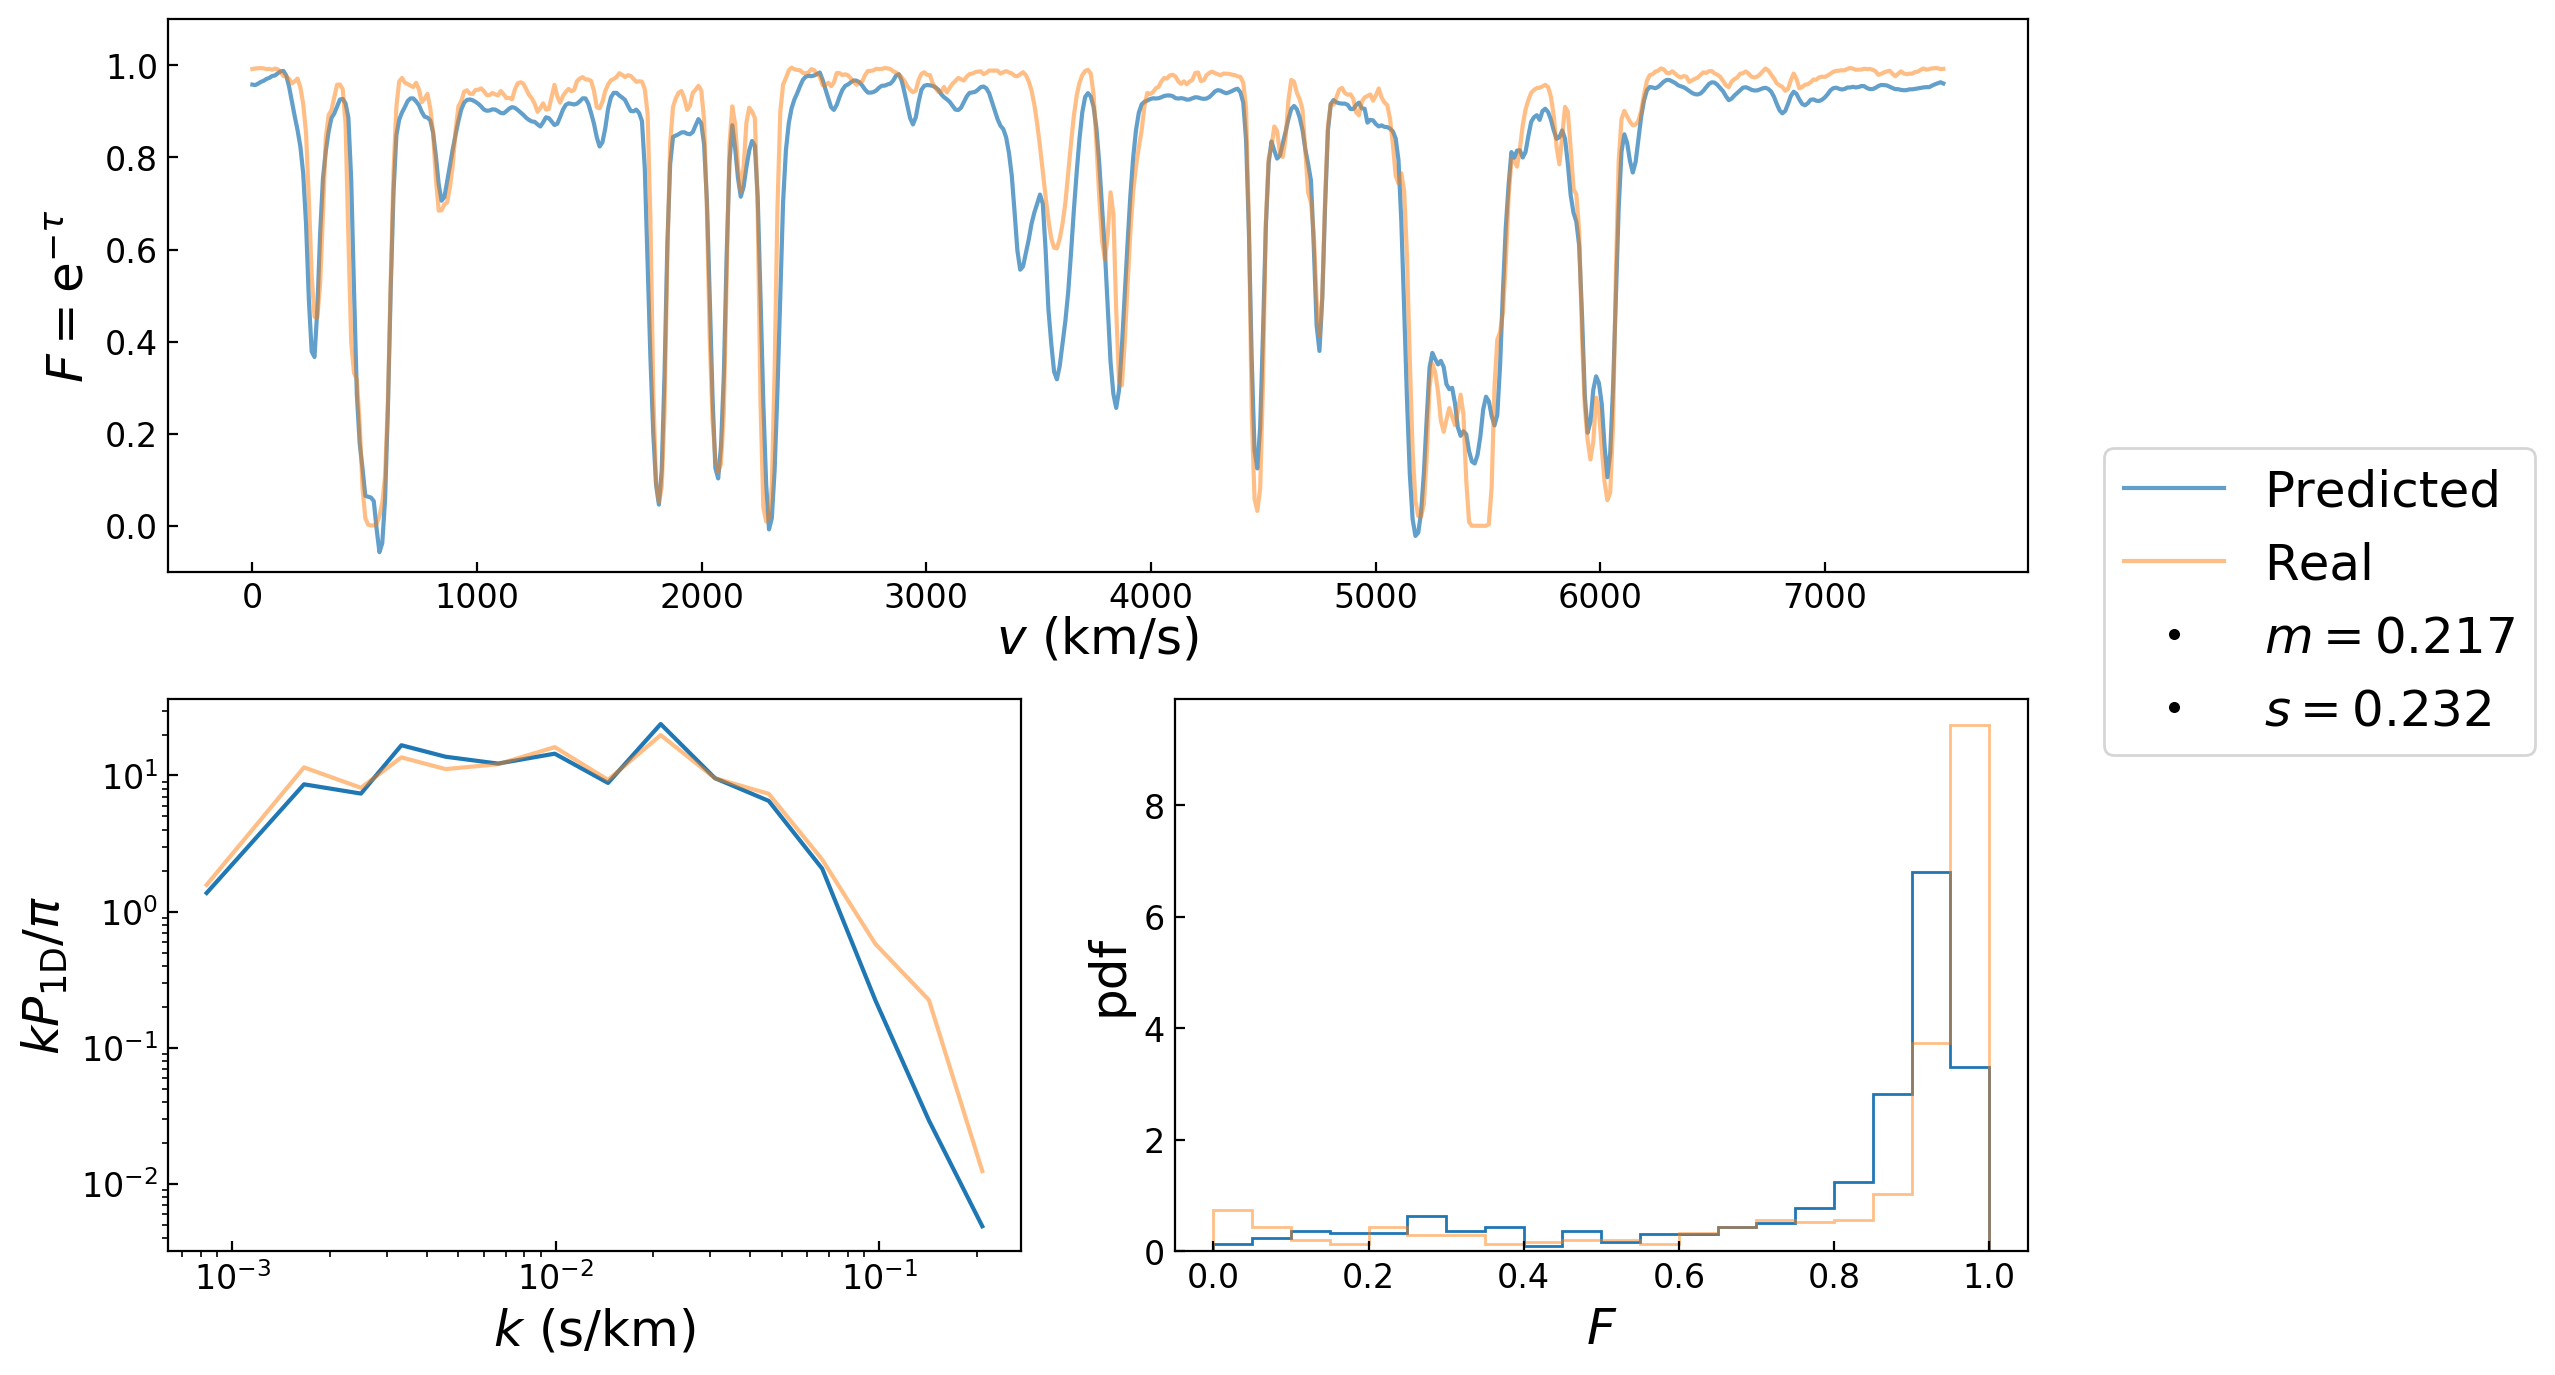 F = e^{-τ}
1.0
0.8
0.6
0.4
0.2
0.0
0 1000 2000 3000 4000 5000 6000 7000
v (km/s)
Predicted
Real
m = 0.217
s = 0.232
kP_{1D}/π
10^1
10^0
10^{-1}
10^{-2}
10^{-3} 10^{-2} 10^{-1}
k (s/km)
pdf
8
6
4
2
0
0.0 0.2 0.4 0.6 0.8 1.0
F